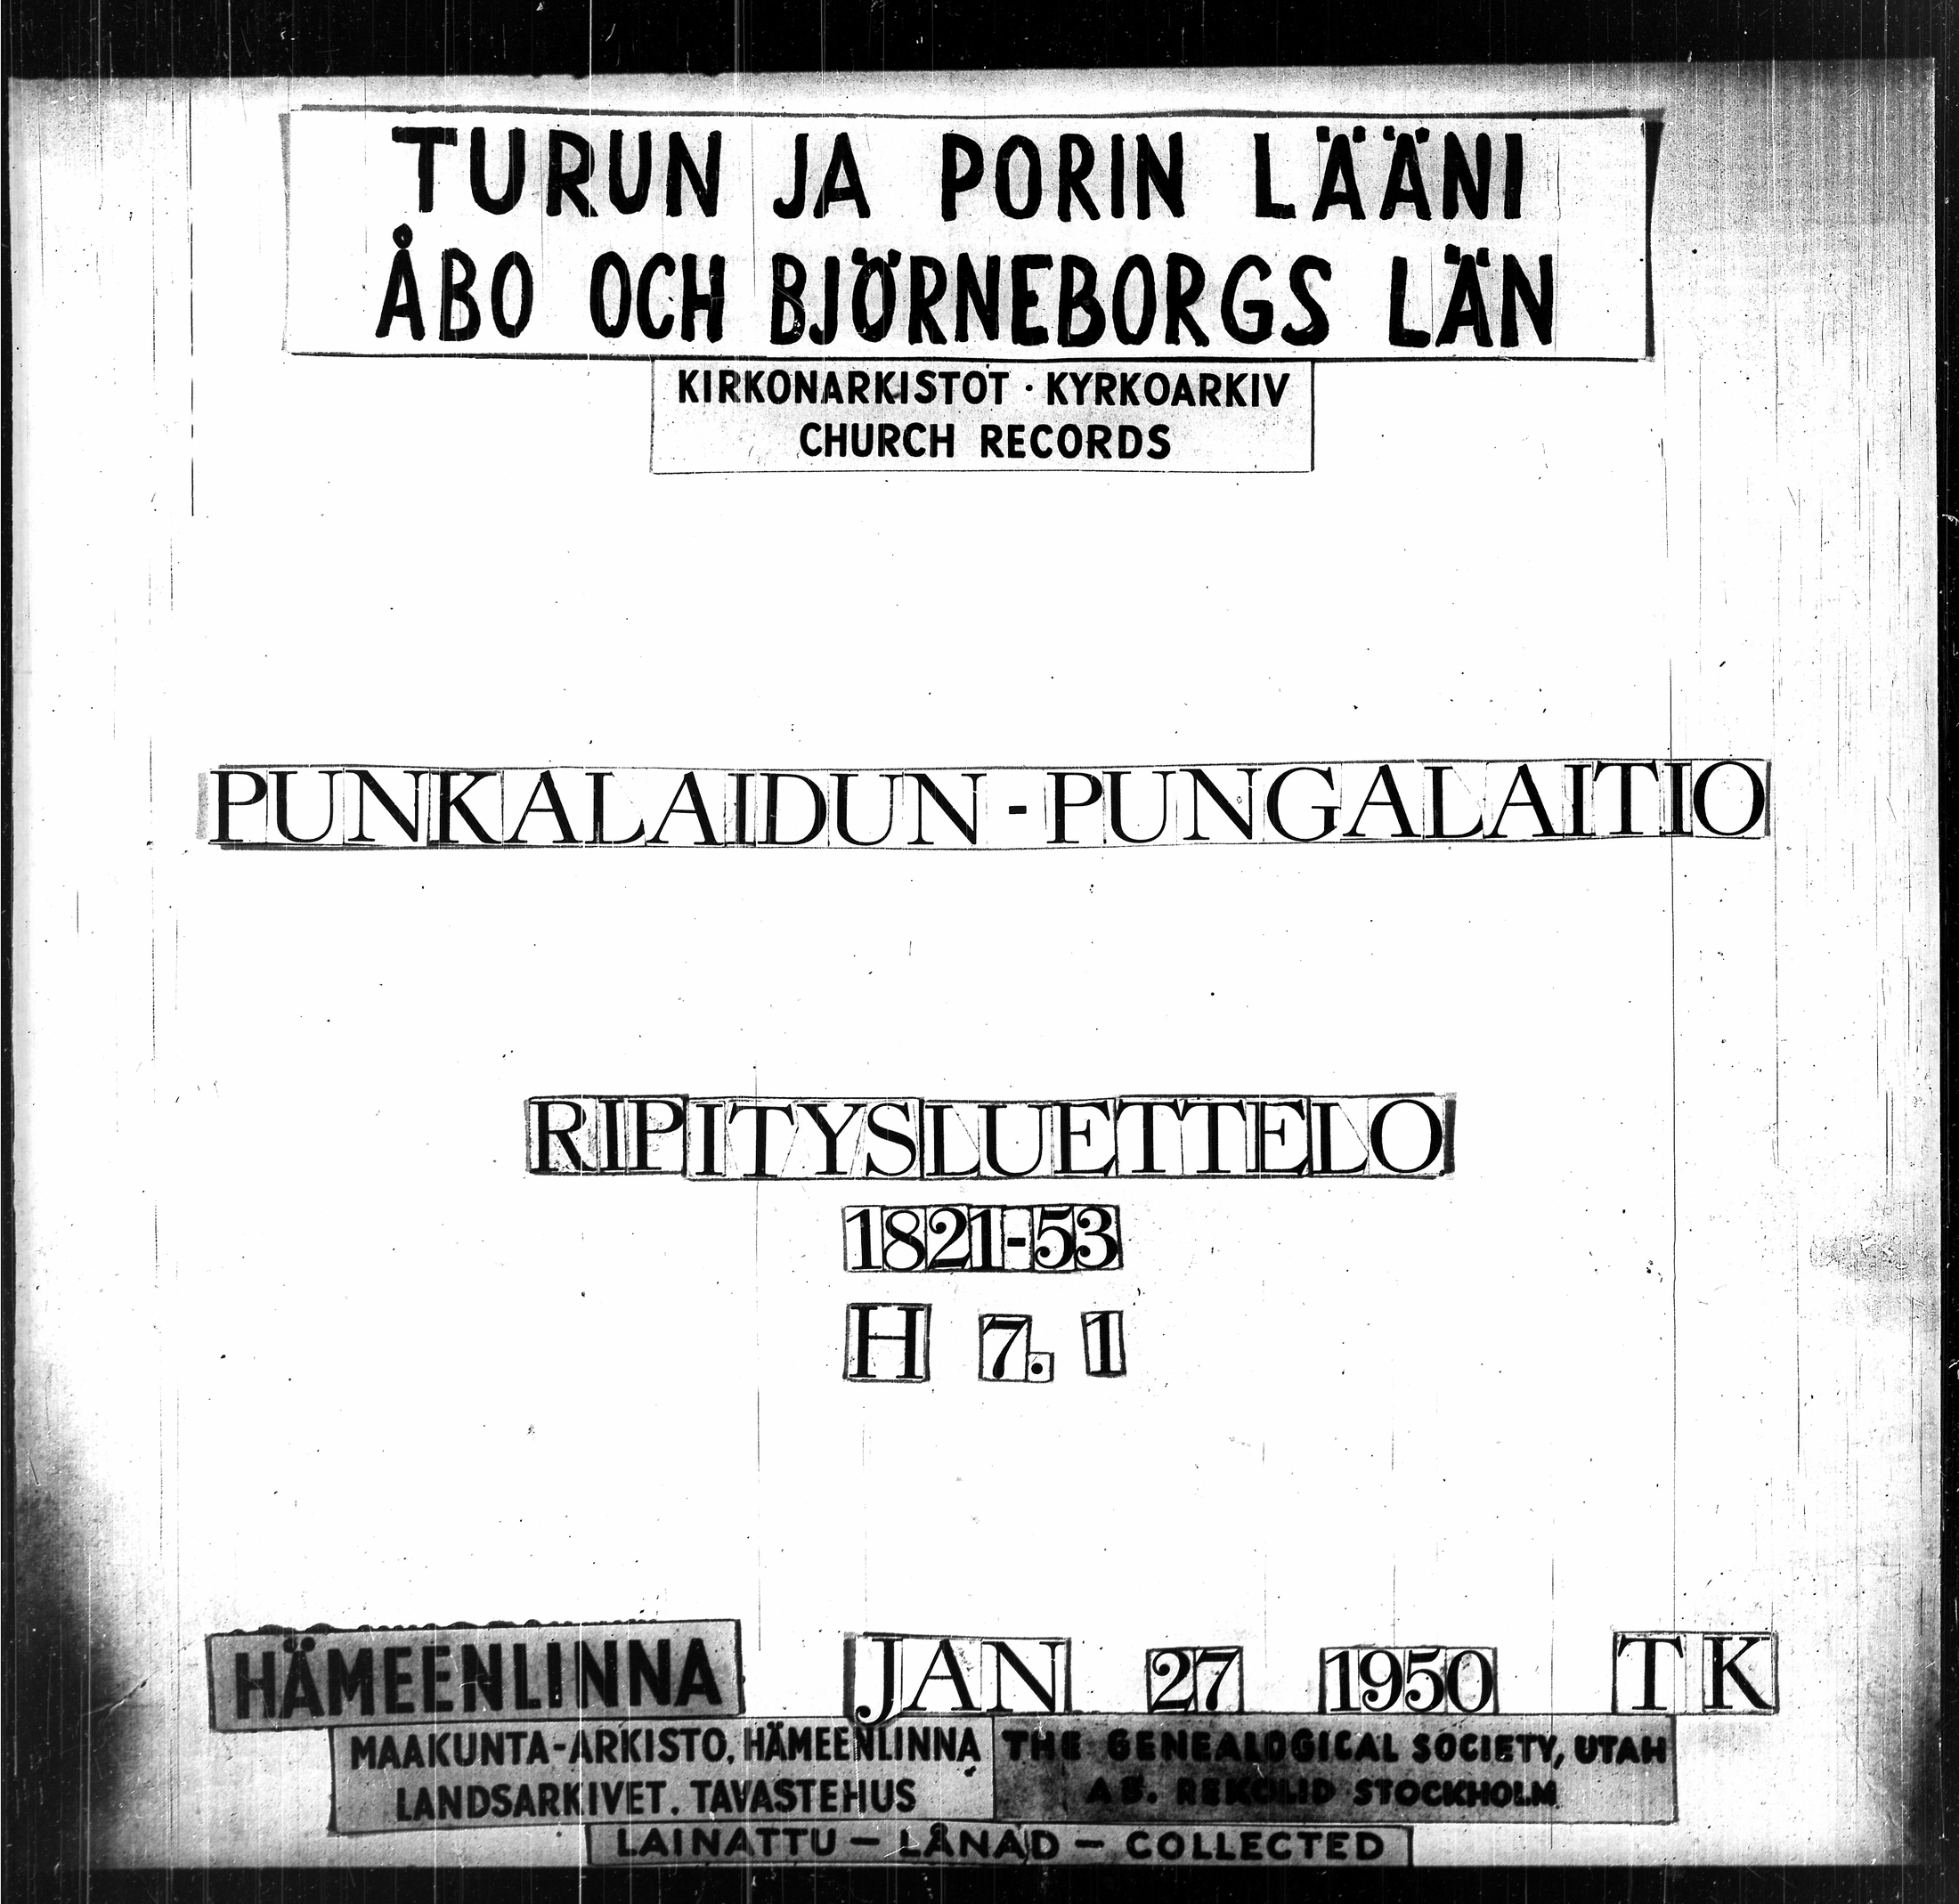 TURUN JA PORIN LÄÄNI
ÅBO OCH BJÖRNEBORGS LÄN
KIRKONARKISTOT · KYRKOARKIV
CHURCH RECORDS
PUNKALAIDUN - PUNGALAITIO
RIPITYSLUETTELO
1821-53
H 7. 1
HÄMEENLINNA JAN 27 1950 TK
MAAKUNTA-ARKISTO, HÄMEENLINNA
LANDSARKIVET. TAVASTEHUS
THE GENEALOGICAL SOCIETY, UTAH
AB. REKOLID STOCKHOLM
LAINATTU — LÅNAD — COLLECTED